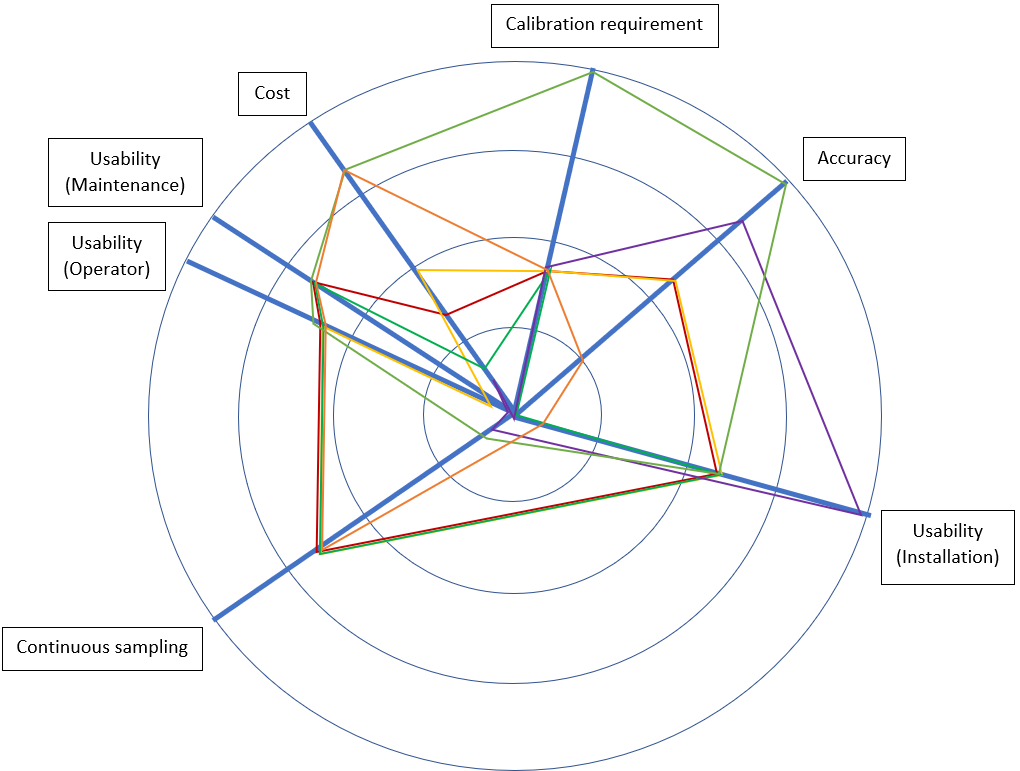 Calibration requirement
Cost
Accuracy
Usability
(Maintenance)
Usability
(Operator)
Usability
(Installation)
Continuous sampling